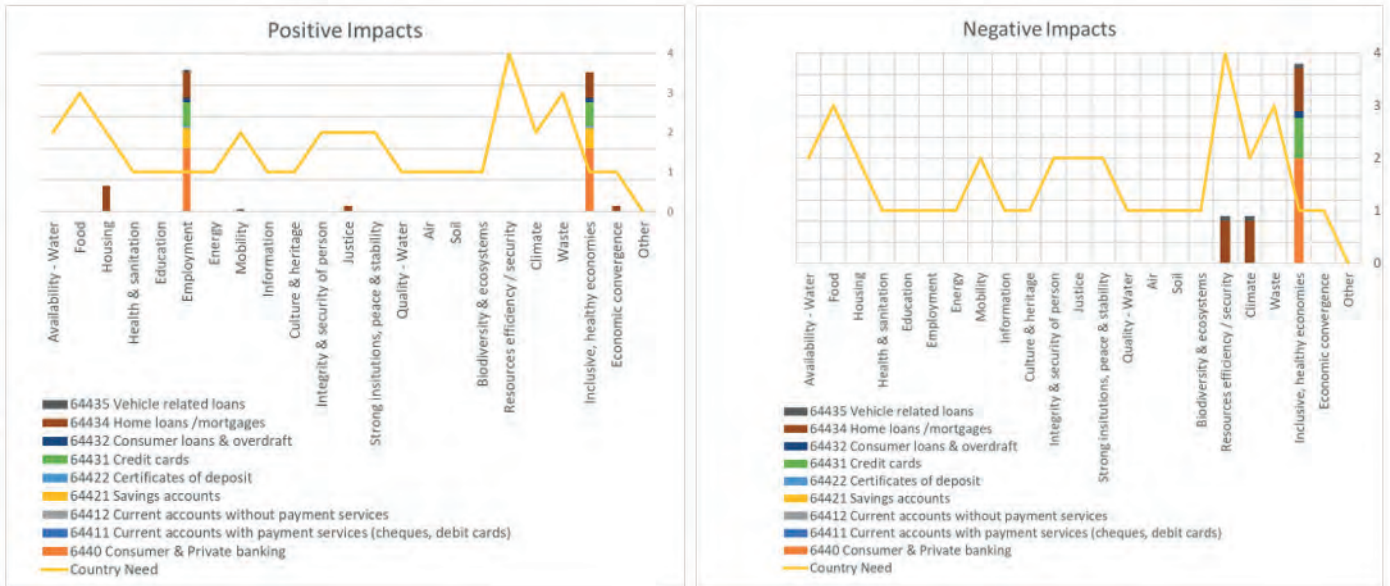 Positive Impacts
4
3
2
1
0
Availability - Water
Food
Housing
Health & sanitation
Education
Employment
Energy
Mobility
Information
Culture & heritage
Integrity & security of person
Justice
Strong insitutions, peace & stability
Quality - Water
Air
Soil
Biodiversity & ecosystems
Resources efficiency / security
Climate
Waste
Inclusive, healthy economies
Economic convergence
Other
64435 Vehicle related loans
64434 Home loans /mortgages
64432 Consumer loans & overdraft
64431 Credit cards
64422 Certificates of deposit
64421 Savings accounts
64412 Current accounts without payment services
64411 Current accounts with payment services (cheques, debit cards)
6440 Consumer & Private banking
Country Need
Negative Impacts
4
3
2
1
0
Availability - Water
Food
Housing
Health & sanitation
Education
Employment
Energy
Mobility
Information
Culture & heritage
Integrity & security of person
Justice
Strong insitutions, peace & stability
Quality - Water
Air
Soil
Biodiversity & ecosystems
Resources efficiency / security
Climate
Waste
Inclusive, healthy economies
Economic convergence
Other
64435 Vehicle related loans
64434 Home loans /mortgages
64432 Consumer loans & overdraft
64431 Credit cards
64422 Certificates of deposit
64421 Savings accounts
64412 Current accounts without payment services
64411 Current accounts with payment services (cheques, debit cards)
6440 Consumer & Private banking
Country Need